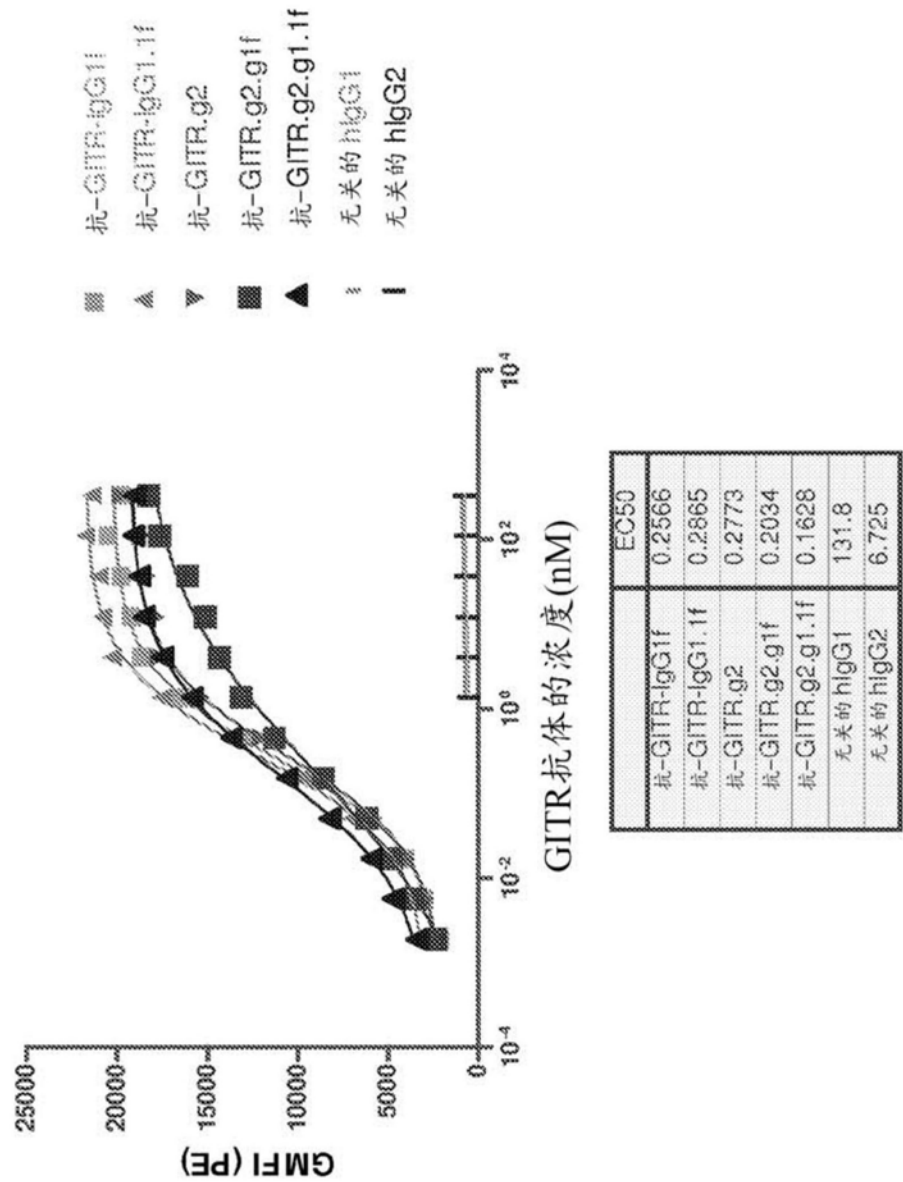 抗-GITR-IgG1f
抗-GITR-IgG1.1f
抗-GITR.g2
抗-GITR.g2.g1f
抗-GITR.g2.g1.1f
无关的 hIgG1
无关的 hIgG2
GMFI (PE)
25000
20000
15000
10000
5000
0
10-4
10-2
100
102
104
GITR抗体的浓度(nM)
EC50
抗-GITR-IgG1f 0.2566
抗-GITR-IgG1.1f 0.2865
抗-GITR.g2 0.2773
抗-GITR.g2.g1f 0.2034
抗-GITR.g2.g1.1f 0.1628
无关的 hIgG1 131.8
无关的 hIgG2 6.725